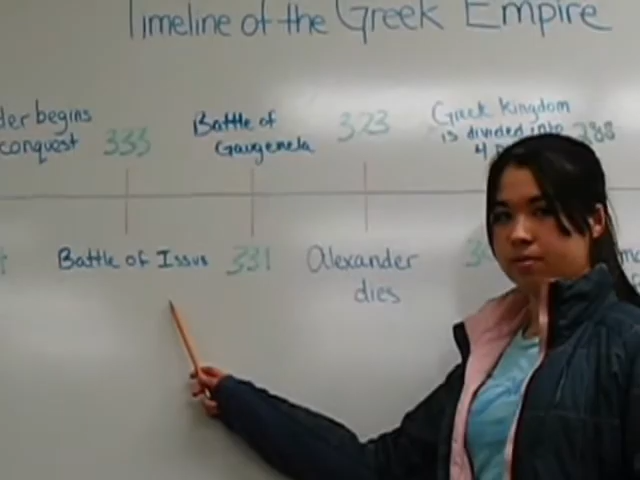 Timeline of the Greek Empire
der begins
conquest
333
Battle of
Gaugemela
323
Greek Kingdom
is divided into
4
288
Battle of Issus
331
Alexander
dies